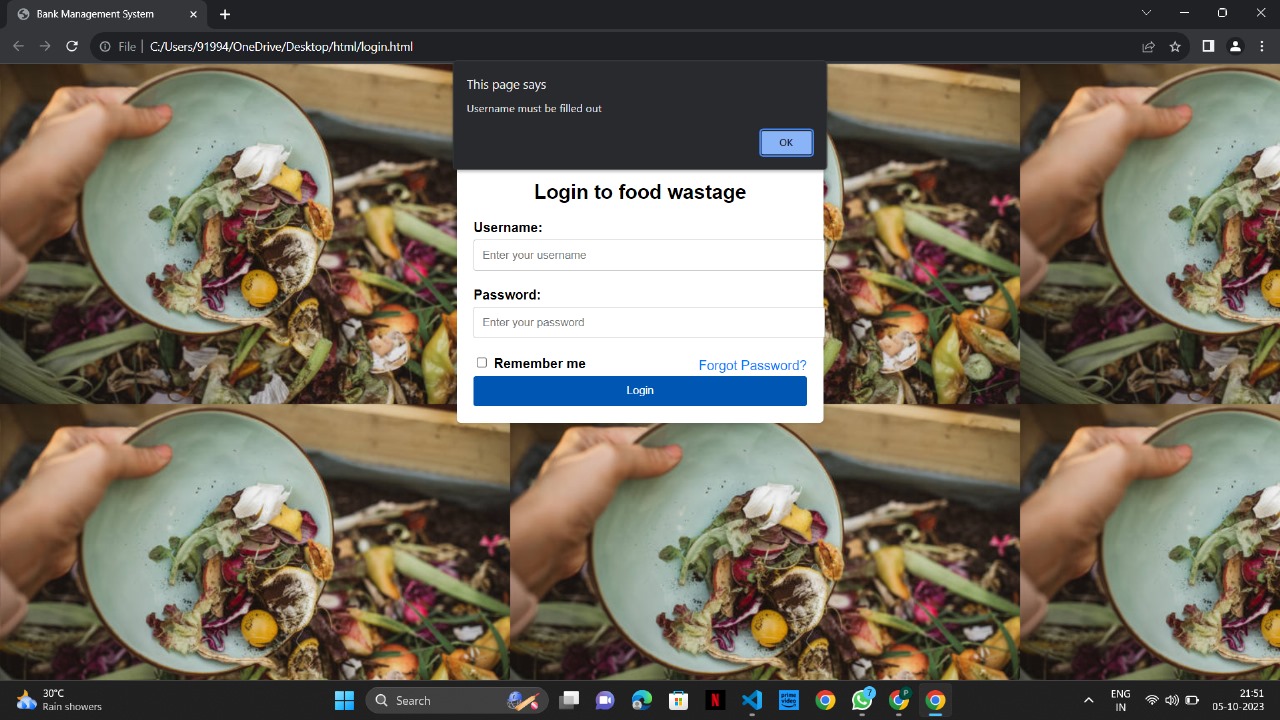 Bank Management System
File
C:/Users/91994/OneDrive/Desktop/html/login.html
This page says
Username must be filled out
OK
Login to food wastage
Username:
Enter your username
Password:
Enter your password
Remember me
Forgot Password?
Login
30°C
Rain showers
Search
N
prime video
7
P
ENG
IN
21:51
05-10-2023